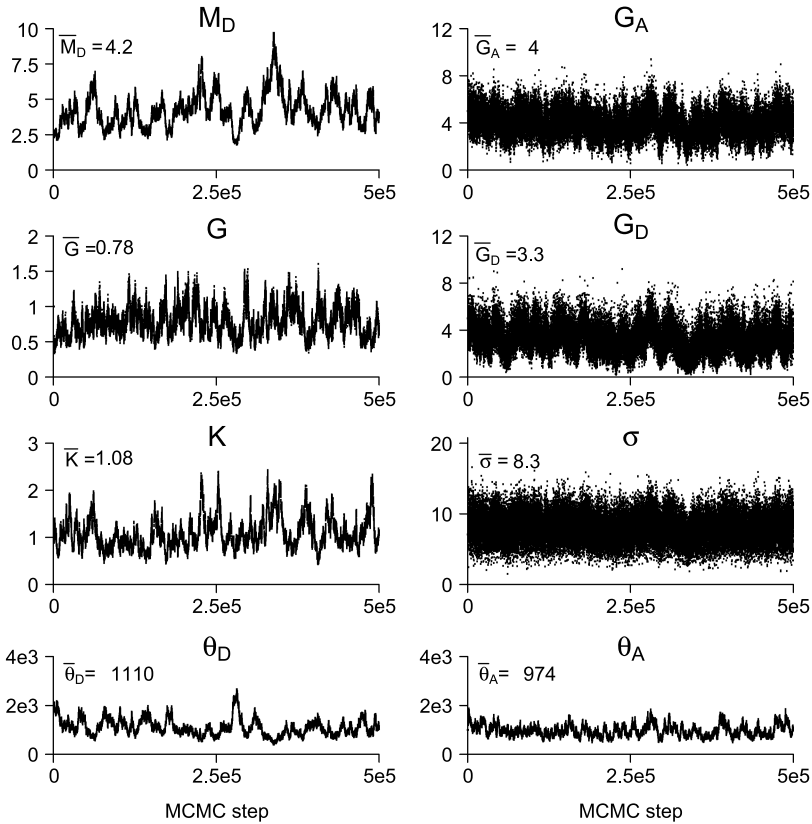 M_D
10
7.5
5
2.5
0
M̅_D = 4.2
0
2.5e5
5e5
G_A
12
8
4
0
G̅_A = 4
0
2.5e5
5e5
G
2
1.5
1
0.5
0
G̅ =0.78
0
2.5e5
5e5
G_D
12
8
4
0
G̅_D = 3.3
0
2.5e5
5e5
K
3
2
1
0
K̅ = 1.08
0
2.5e5
5e5
σ
20
10
0
σ̅ = 8.3
0
2.5e5
5e5
θ_D
4e3
2e3
0
θ̅_D = 1110
0
2.5e5
5e5
MCMC step
θ_A
4e3
2e3
0
θ̅_A = 974
0
2.5e5
5e5
MCMC step